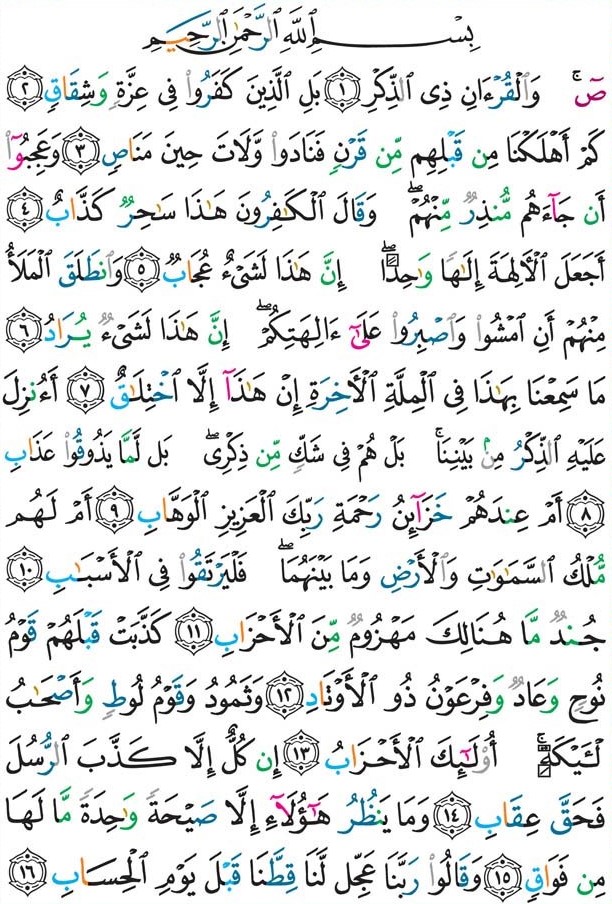 بِسْمِ ٱللَّهِ ٱلرَّحْمَٰنِ ٱلرَّحِيمِ
صٓ ۚ وَٱلْقُرْءَانِ ذِى ٱلذِّكْرِ ﴿١﴾ بَلِ ٱلَّذِينَ كَفَرُوا۟ فِى عِزَّةٍ وَشِقَاقٍ ﴿٢﴾
كَمْ أَهْلَكْنَا مِن قَبْلِهِم مِّن قَرْنٍ فَنَادَوا۟ وَّلَاتَ حِينَ مَنَاصٍ ﴿٣﴾ وَعَجِبُوٓا۟
أَن جَآءَهُم مُّنذِرٌ مِّنْهُمْ ۖ وَقَالَ ٱلْكَٰفِرُونَ هَٰذَا سَٰحِرٌ كَذَّابٌ ﴿٤﴾
أَجَعَلَ ٱلْءَالِهَةَ إِلَٰهًا وَٰحِدًا ۖ إِنَّ هَٰذَا لَشَىْءٌ عُجَابٌ ﴿٥﴾ وَٱنطَلَقَ ٱلْمَلَأُ
مِنْهُمْ أَنِ ٱمْشُوا۟ وَٱصْبِرُوا۟ عَلَىٰٓ ءَالِهَتِكُمْ ۖ إِنَّ هَٰذَا لَشَىْءٌ يُرَادُ ﴿٦﴾
مَا سَمِعْنَا بِهَٰذَا فِى ٱلْمِلَّةِ ٱلْءَاخِرَةِ إِنْ هَٰذَآ إِلَّا ٱخْتِلَٰقٌ ﴿٧﴾ أَءُنزِلَ
عَلَيْهِ ٱلذِّكْرُ مِنۢ بَيْنِنَا ۚ بَلْ هُمْ فِى شَكٍّ مِّن ذِكْرِى ۖ بَل لَّمَّا يَذُوقُوا۟ عَذَابِ
﴿٨﴾ أَمْ عِندَهُمْ خَزَآئِنُ رَحْمَةِ رَبِّكَ ٱلْعَزِيزِ ٱلْوَهَّابِ ﴿٩﴾ أَمْ لَهُم
مُّلْكُ ٱلسَّمَٰوَٰتِ وَٱلْأَرْضِ وَمَا بَيْنَهُمَا ۖ فَلْيَرْتَقُوا۟ فِى ٱلْأَسْبَٰبِ ﴿١٠﴾
جُندٌ مَّا هُنَالِكَ مَهْزُومٌ مِّنَ ٱلْأَحْزَابِ ﴿١١﴾ كَذَّبَتْ قَبْلَهُمْ قَوْمُ
نُوحٍ وَعَادٌ وَفِرْعَوْنُ ذُو ٱلْأَوْتَادِ ﴿١٢﴾ وَثَمُودُ وَقَوْمُ لُوطٍ وَأَصْحَٰبُ
لْـَٔيْكَةِ ۚ أُو۟لَٰٓئِكَ ٱلْأَحْزَابُ ﴿١٣﴾ إِن كُلٌّ إِلَّا كَذَّبَ ٱلرُّسُلَ
فَحَقَّ عِقَابِ ﴿١٤﴾ وَمَا يَنظُرُ هَٰٓؤُلَآءِ إِلَّا صَيْحَةً وَٰحِدَةً مَّا لَهَا
مِن فَوَاقٍ ﴿١٥﴾ وَقَالُوا۟ رَبَّنَا عَجِّل لَّنَا قِطَّنَا قَبْلَ يَوْمِ ٱلْحِسَابِ ﴿١٦﴾